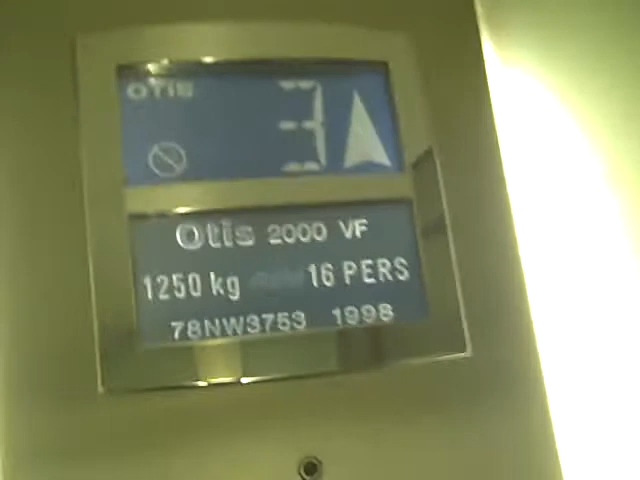 OTIS
3
Otis 2000 VF
1250 kg 16 PERS
78NW3753 1998